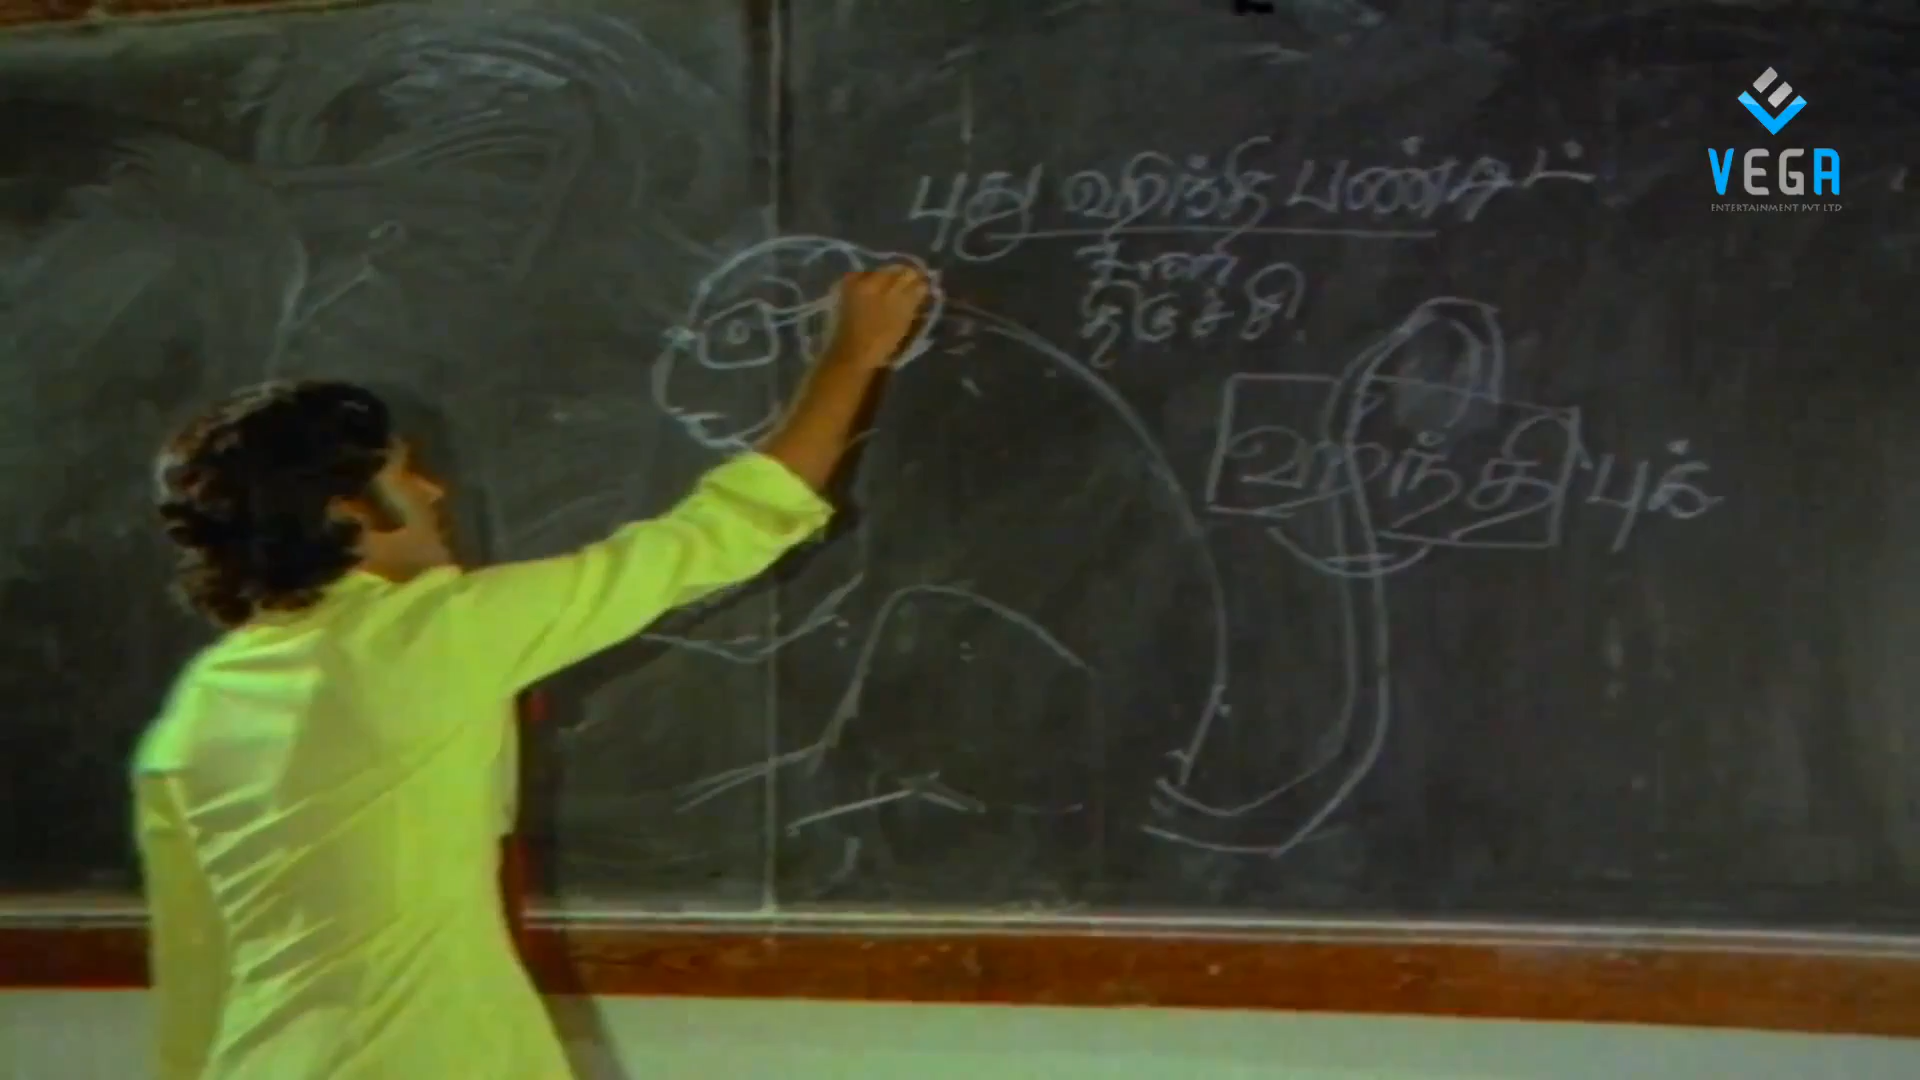 புது ஹிந்தி பண்டிட்
திருச்சி
ஹிந்தி புக்
VEGA
ENTERTAINMENT PVT LTD